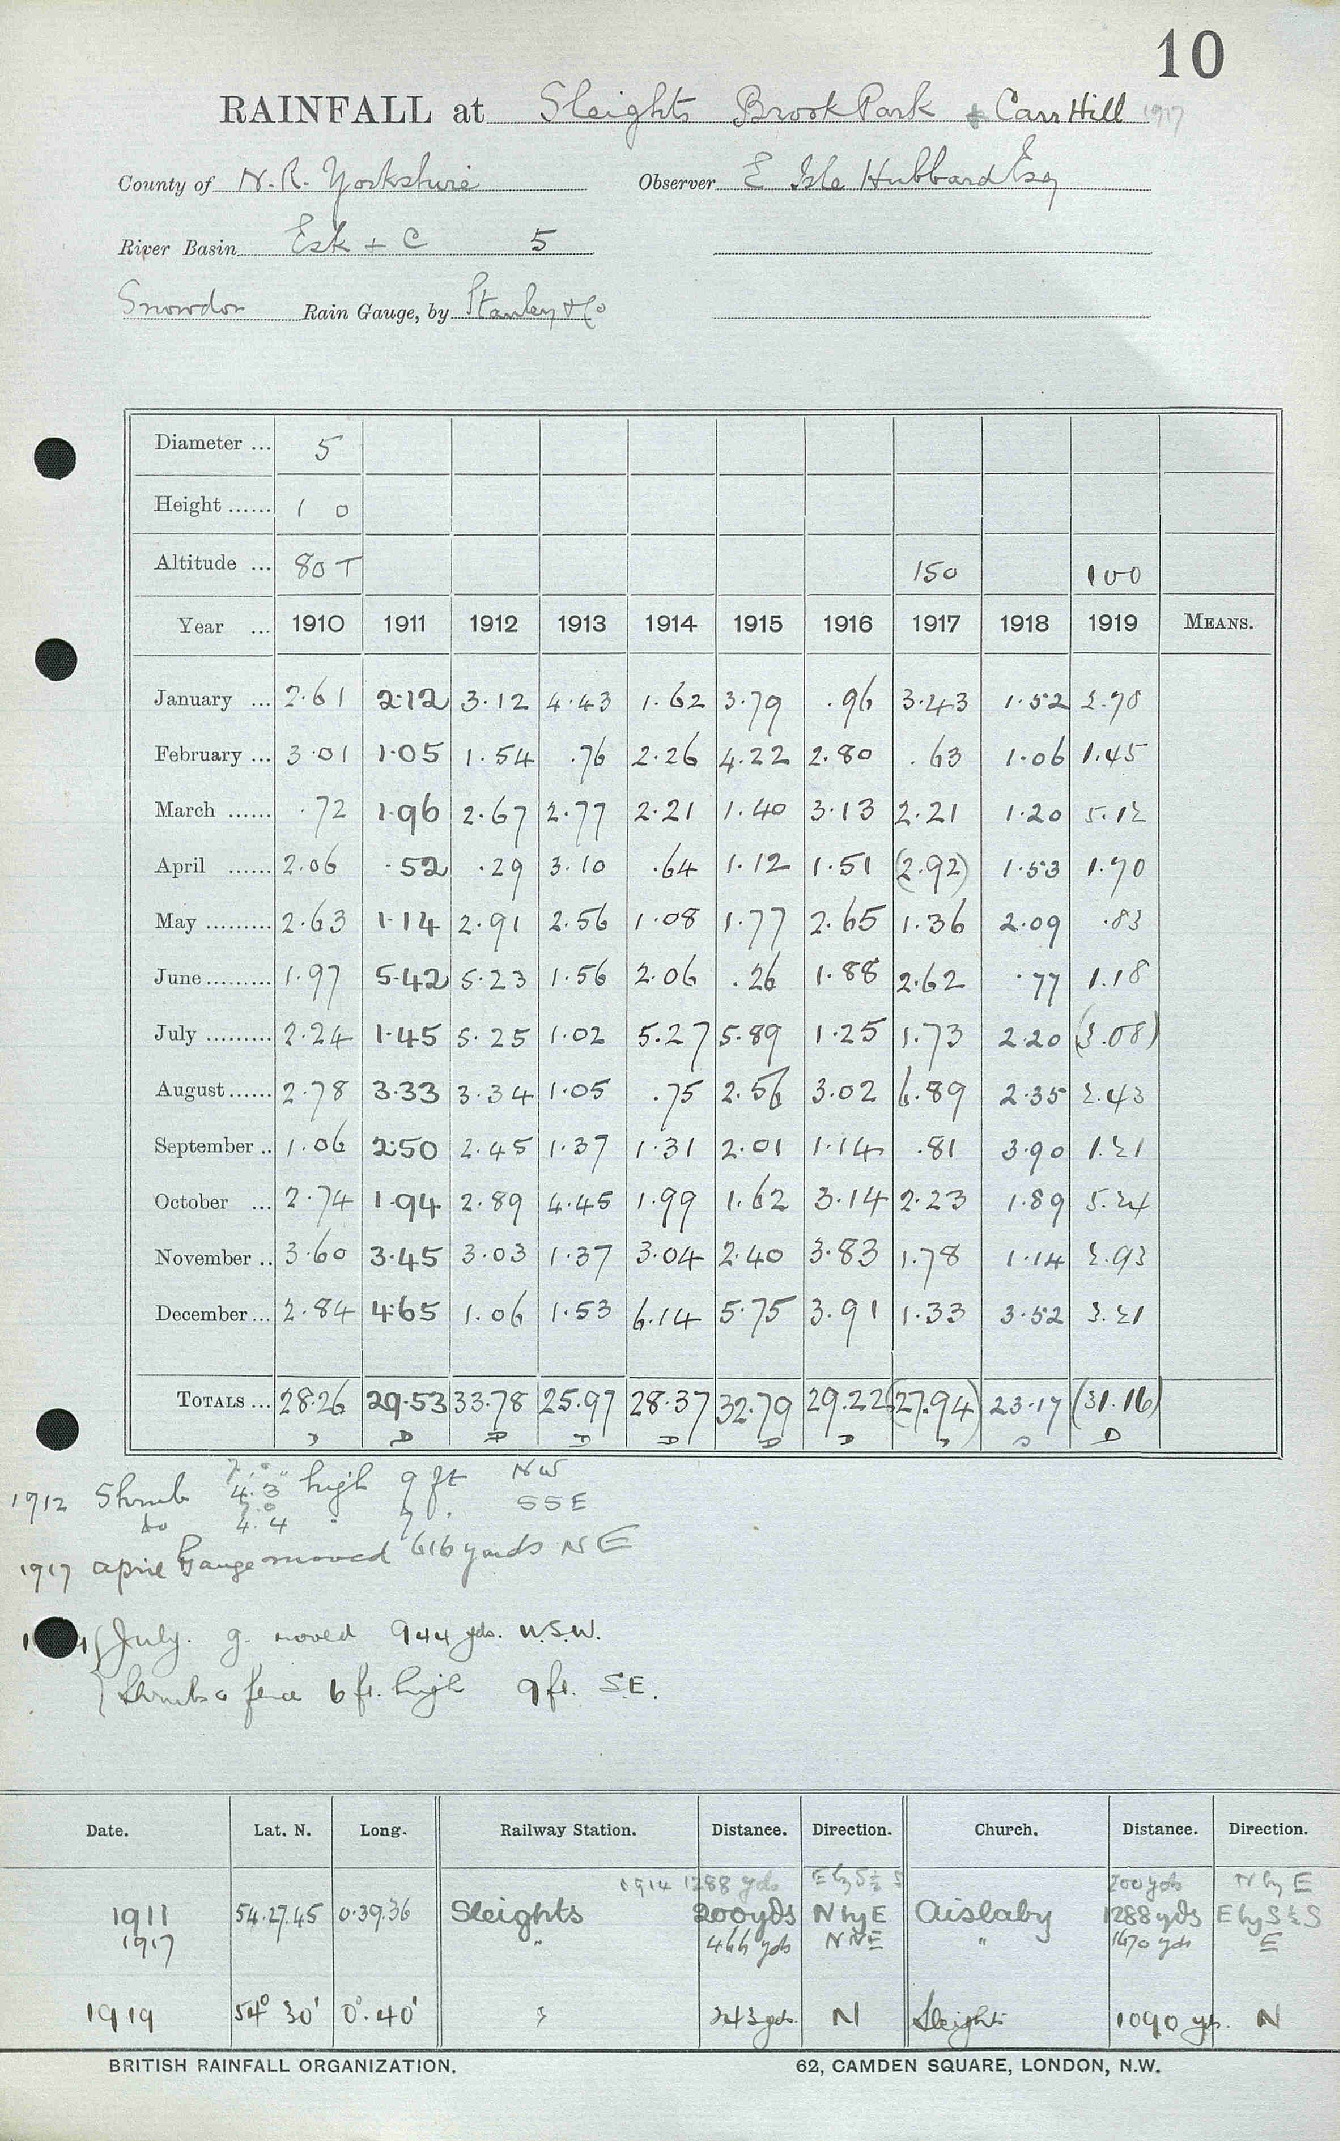 10
RAINFALL at Sleights Brook Park & Carr Hill 1917
County of N. R. Yorkshire Observer E Isle Hubbard Esq
River Basin Esk + C 5
Snowdon Rain Gauge, by Stanley & Co
Diameter ... 5
Height ...... 1 0
Altitude ... 80 T 150 100
Year ... 1910 1911 1912 1913 1914 1915 1916 1917 1918 1919 MEANS.
January ... 2.61 2.12 3.12 4.43 1.62 3.79 .96 3.43 1.52 2.78
February ... 3.01 1.05 1.54 .76 2.26 4.22 2.80 .63 1.06 1.45
March ...... .72 1.96 2.67 2.77 2.21 1.40 3.13 2.21 1.20 5.12
April ...... 2.06 .52 .29 3.10 .64 1.12 1.51 (2.92) 1.53 1.70
May ......... 2.63 1.14 2.91 2.56 1.08 1.77 2.65 1.36 2.09 .83
June ......... 1.97 5.42 5.23 1.56 2.06 .26 1.88 2.62 .77 1.18
July ......... 2.24 1.45 5.25 1.02 5.27 5.89 1.25 1.73 2.20 (3.08)
August ...... 2.78 3.33 3.34 1.05 .75 2.56 3.02 6.89 2.35 2.43
September .. 1.06 2.50 2.45 1.37 1.31 2.01 1.14 .81 3.90 1.21
October ... 2.74 1.94 2.89 4.45 1.99 1.62 3.14 2.23 1.89 5.24
November .. 3.60 3.45 3.03 1.37 3.04 2.40 3.83 1.78 1.14 2.93
December ... 2.84 4.65 1.06 1.53 6.14 5.75 3.91 1.33 3.52 3.21
TOTALS ... 28.26 29.53 33.78 25.97 28.37 32.79 29.22 (27.94) 23.17 (31.16)
D D D D D D D D D D
1912 Shrub 4.3 high 9 ft NW
do 4.4 " 7 " SSE
1917 April Gauge moved 616 yards NE
July. g. moved 944 yds. W.S.W.
Shrubs & fence 6 ft. high 9 ft. S.E.
Date. Lat. N. Long. Railway Station. Distance. Direction. Church. Distance. Direction.
1914 1288 yds E by S ½ S 200 yds N by E
1911 54.27.45 0.39.36 Sleights 200 yds N by E Aislaby 1288 yds E by S ½ S
1917 " 466 yds NNE " 1670 yds E
1919 54° 30' 0°.40' " 243 yds. N Sleights 1090 yds. N
BRITISH RAINFALL ORGANIZATION. 62, CAMDEN SQUARE, LONDON, N.W.